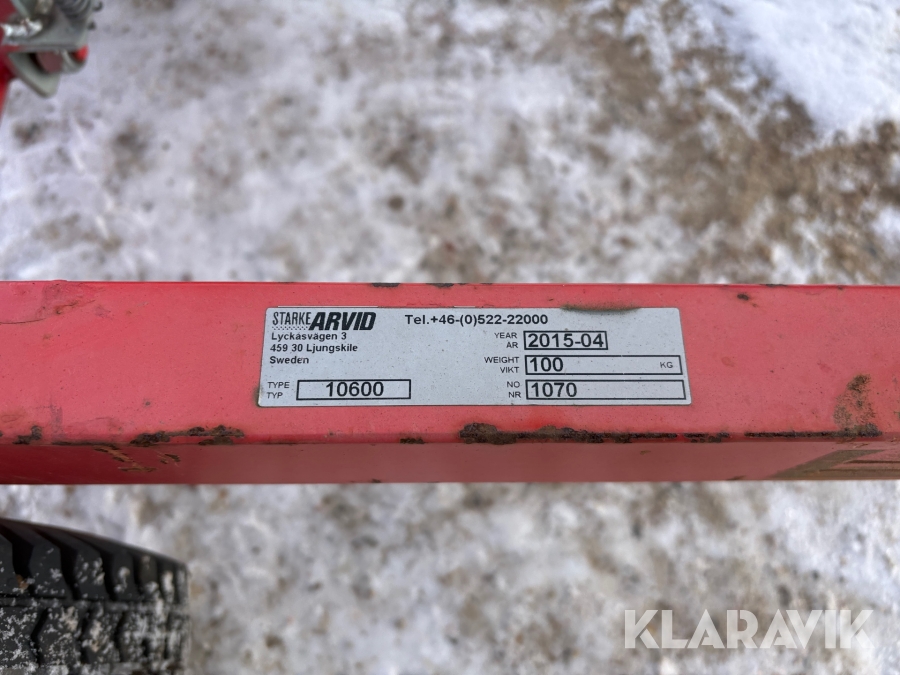 STARKE ARVID
Tel.+46-(0)522-22000
Lyckåsvägen 3
459 30 Ljungskile
Sweden
YEAR
ÅR
2015-04
WEIGHT
VIKT
100
KG
TYPE
TYP
10600
NO
NR
1070
KLARAVIK